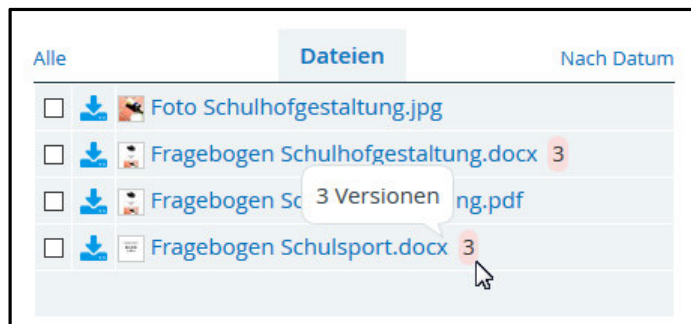 Alle Dateien Nach Datum
Foto Schulhofgestaltung.jpg
Fragebogen Schulhofgestaltung.docx 3
3 Versionen
Fragebogen ng.pdf
Fragebogen Schulsport.docx 3